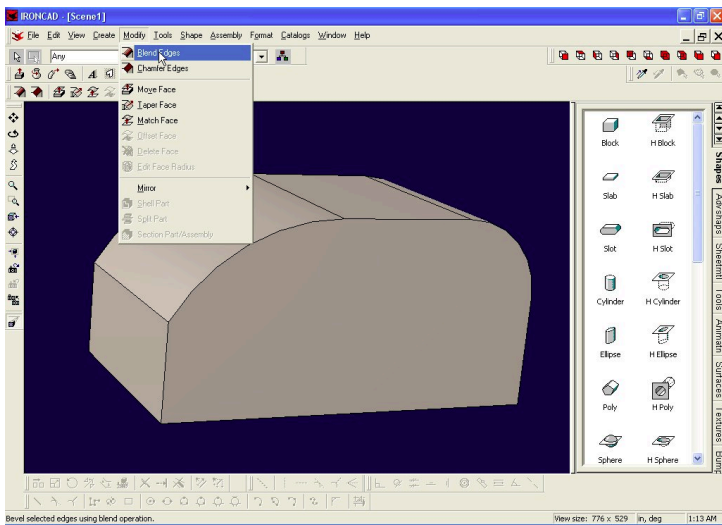 IRONCAD - [Scene1]
File Edit View Create Modify Tools Shape Assembly Format Catalogs Window Help
Any
Blend Edges
Chamfer Edges
Move Face
Taper Face
Match Face
Offset Face
Delete Face
Edit Face Radius
Mirror
Shell Part
Split Part
Section Part/Assembly
Block H Block
Slab H Slab
Slot H Slot
Cylinder H Cylinder
Ellipse H Ellipse
Poly H Poly
Sphere H Sphere
Shapes
Adv shaps
Sheetmtl
Tools
Animatn
Surfaces
Textures
Bump
Bevel selected edges using blend operation.
View size: 776 x 529 in, deg 1:13 AM